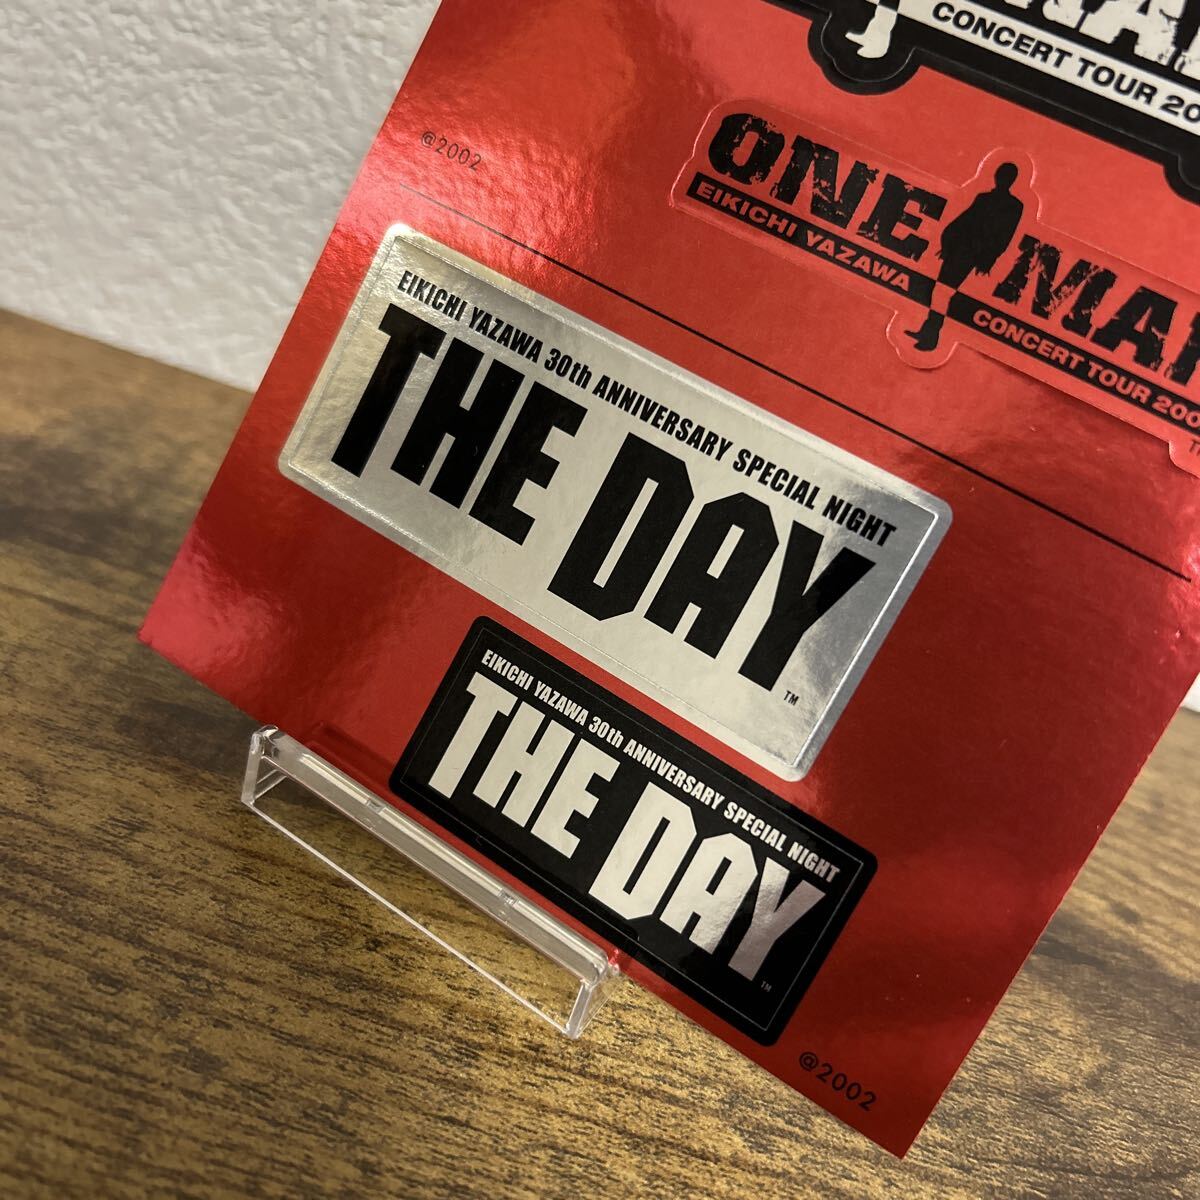 CONCERT TOUR 20
@2002
ONE MA
EIKICHI YAZAWA
CONCERT TOUR 200
EIKICHI YAZAWA 30th ANNIVERSARY SPECIAL NIGHT
THE DAY
TM
EIKICHI YAZAWA 30th ANNIVERSARY SPECIAL NIGHT
THE DAY
TM
@2002